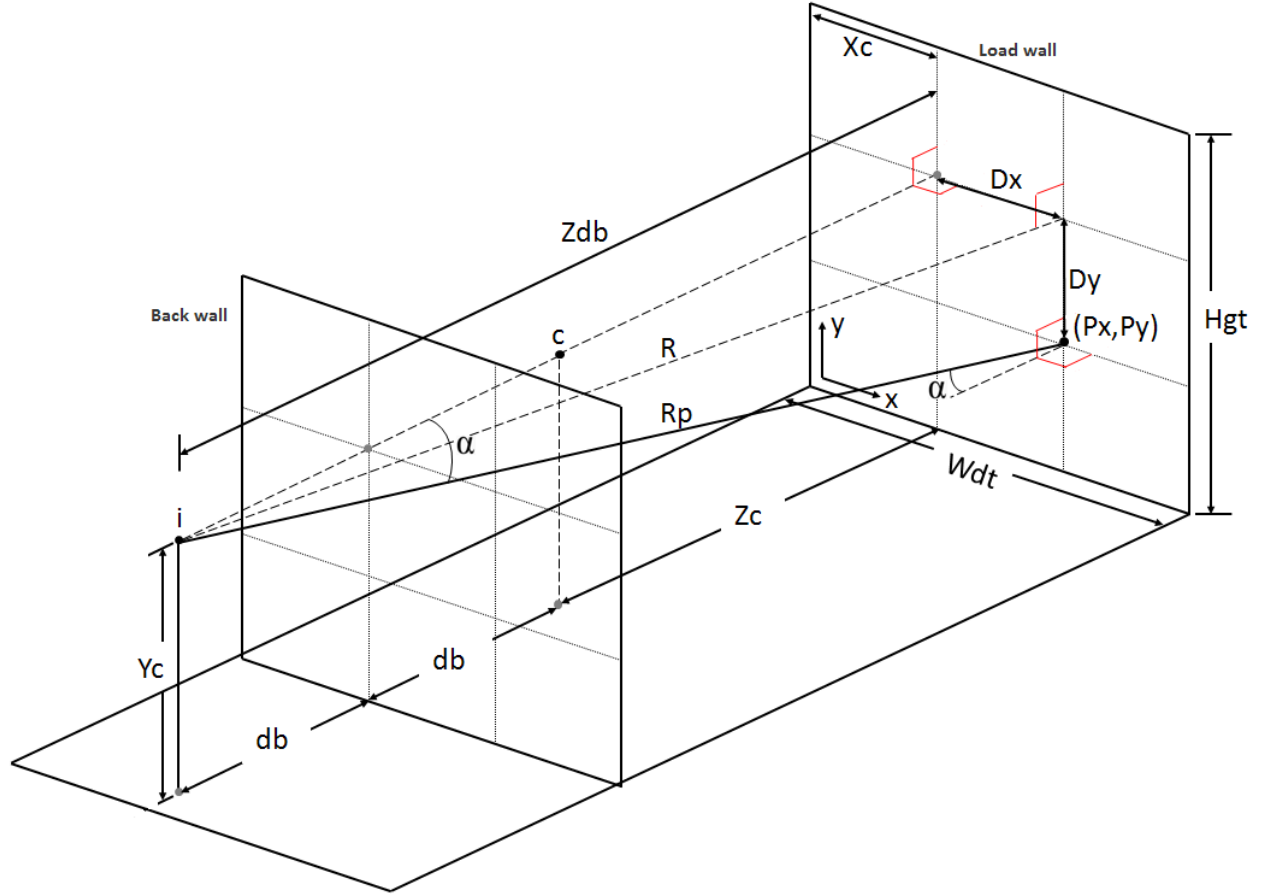 Xc
Load wall
Zdb
Dx
Back wall
c
R
Dy
y
(Px,Py)
Hgt
α
Rp
α
x
Wdt
i
Zc
Yc
db
db